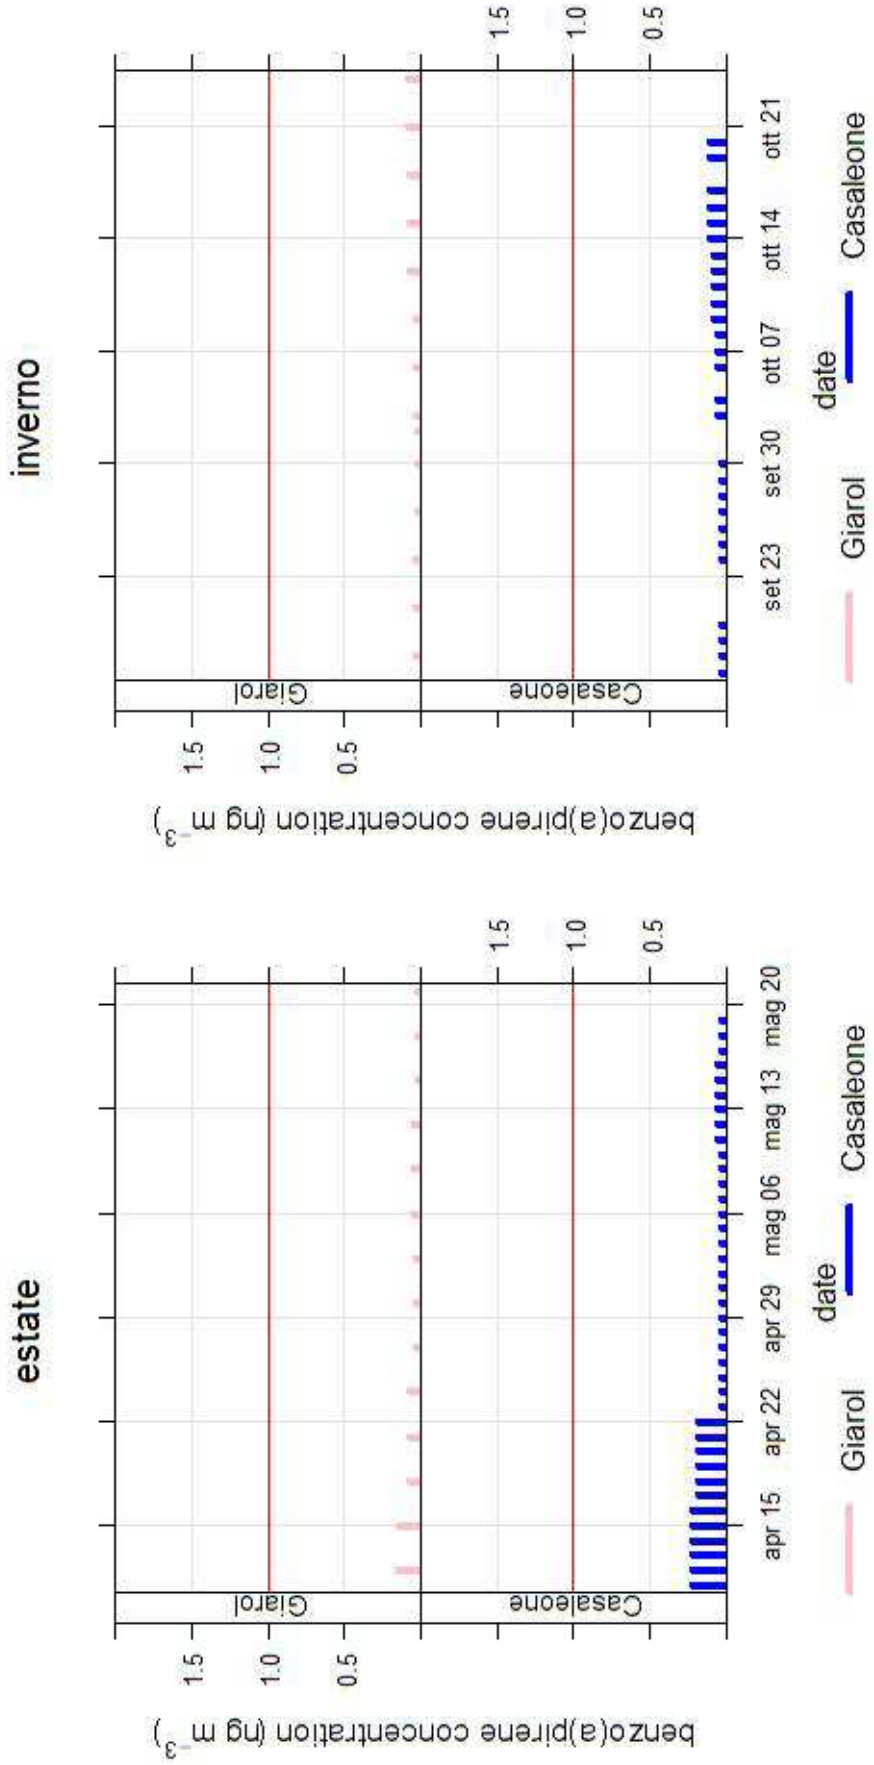 estate
benzo(a)pirene concentration (ng m⁻³)
0.5
1.0
1.5
Giarol
Casaleone
0.5
1.0
1.5
apr 15
apr 22
apr 29
mag 06
mag 13
mag 20
date
Giarol
Casaleone
inverno
benzo(a)pirene concentration (ng m⁻³)
0.5
1.0
1.5
Giarol
Casaleone
0.5
1.0
1.5
set 23
set 30
ott 07
ott 14
ott 21
date
Giarol
Casaleone